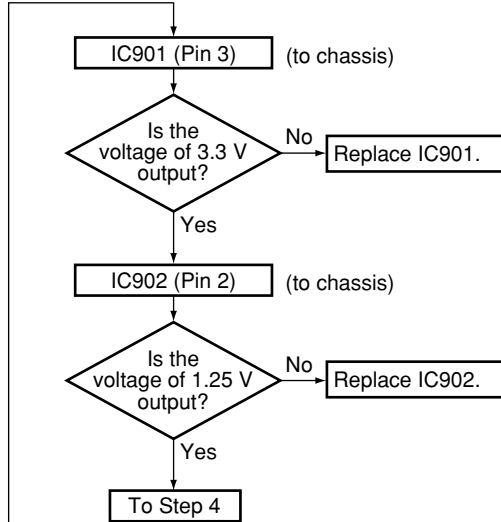 IC901 (Pin 3)
(to chassis)
Is the
voltage of 3.3 V
output?
No
Replace IC901.
Yes
IC902 (Pin 2)
(to chassis)
Is the
voltage of 1.25 V
output?
No
Replace IC902.
Yes
To Step 4